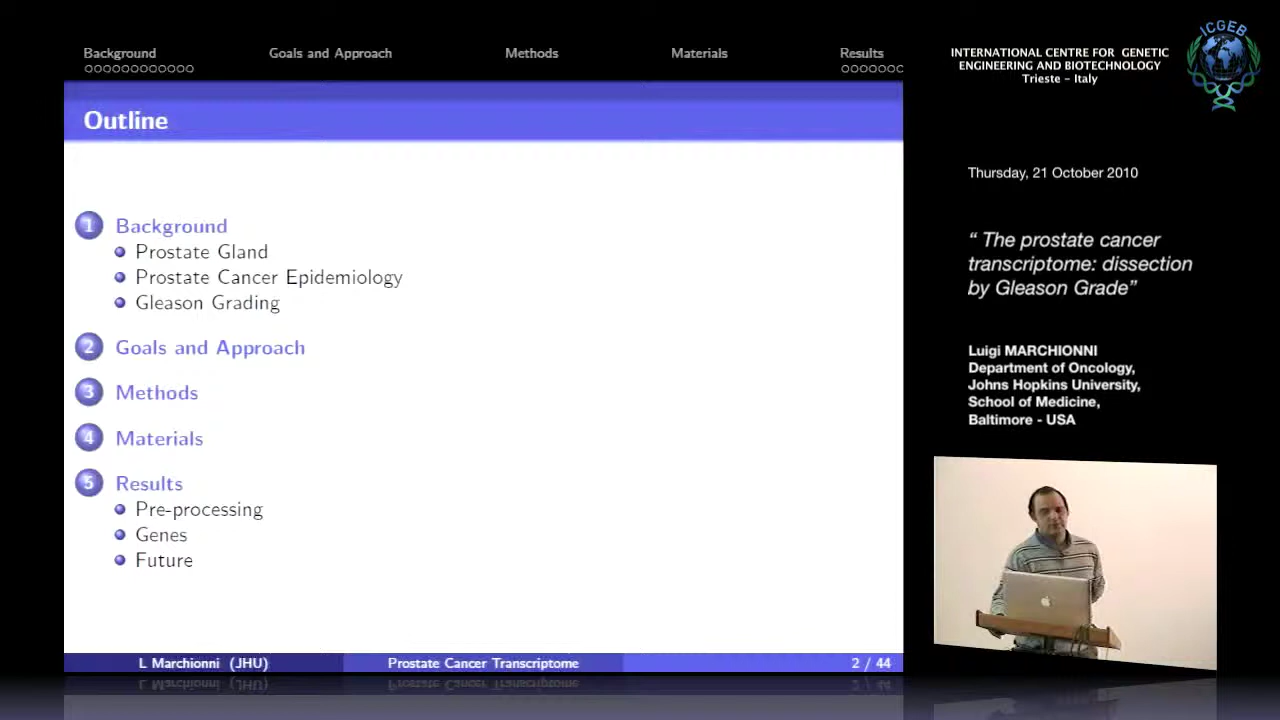 Background
Goals and Approach
Methods
Materials
Results
Outline
1 Background
Prostate Gland
Prostate Cancer Epidemiology
Gleason Grading
2 Goals and Approach
3 Methods
4 Materials
5 Results
Pre-processing
Genes
Future
L Marchionni (JHU)
Prostate Cancer Transcriptome
2 / 44
INTERNATIONAL CENTRE FOR GENETIC
ENGINEERING AND BIOTECHNOLOGY
Trieste - Italy
ICGEB
Thursday, 21 October 2010
“ The prostate cancer
transcriptome: dissection
by Gleason Grade”
Luigi MARCHIONNI
Department of Oncology,
Johns Hopkins University,
School of Medicine,
Baltimore - USA